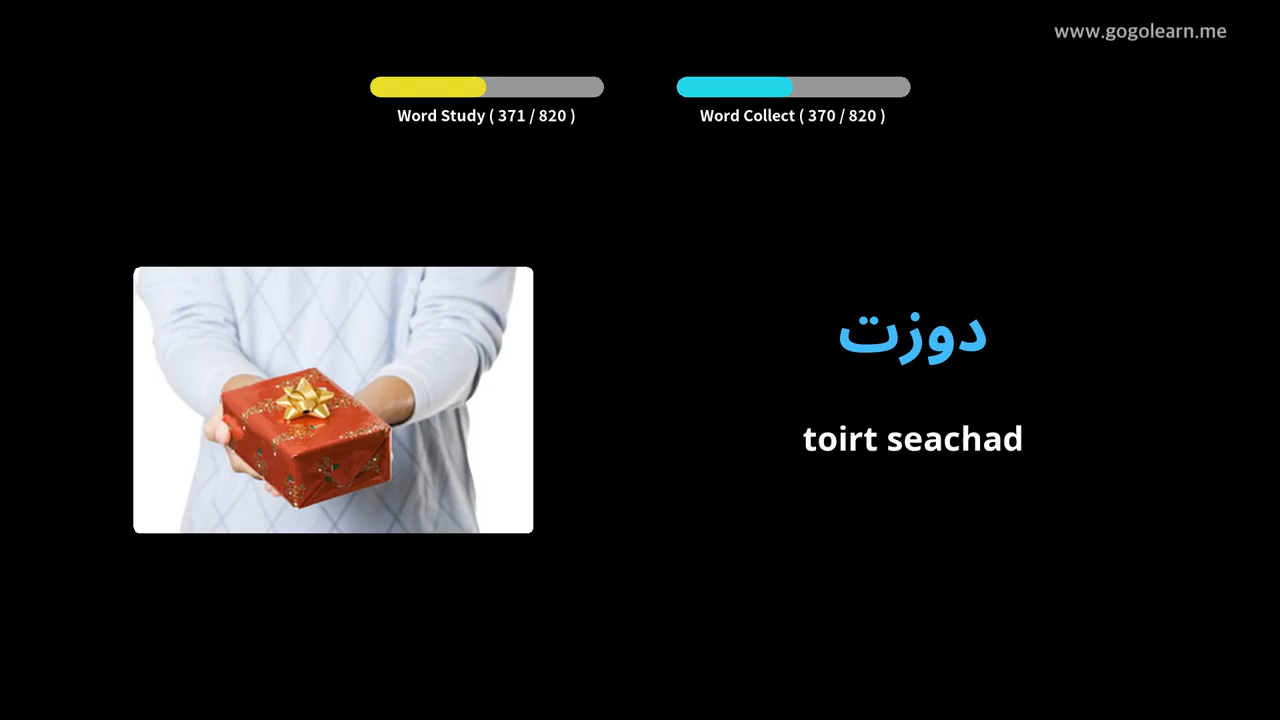 www.gogolearn.me
Word Study ( 371 / 820 )
Word Collect ( 370 / 820 )
دوزت
toirt seachad